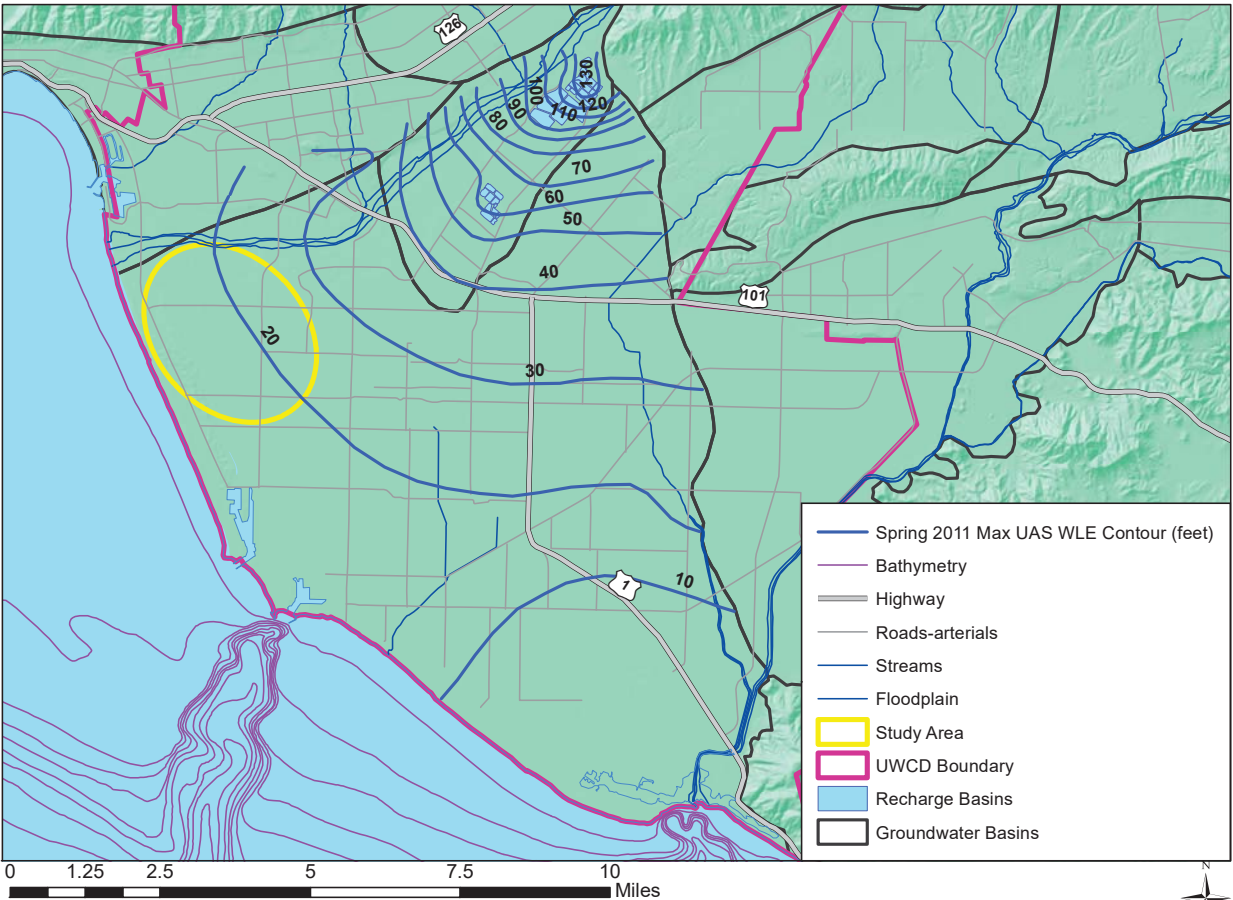 126
130
100
120
110
90
80
70
60
50
40
101
20
30
10
1
Spring 2011 Max UAS WLE Contour (feet)
Bathymetry
Highway
Roads-arterials
Streams
Floodplain
Study Area
UWCD Boundary
Recharge Basins
Groundwater Basins
0 1.25 2.5 5 7.5 10
Miles
N